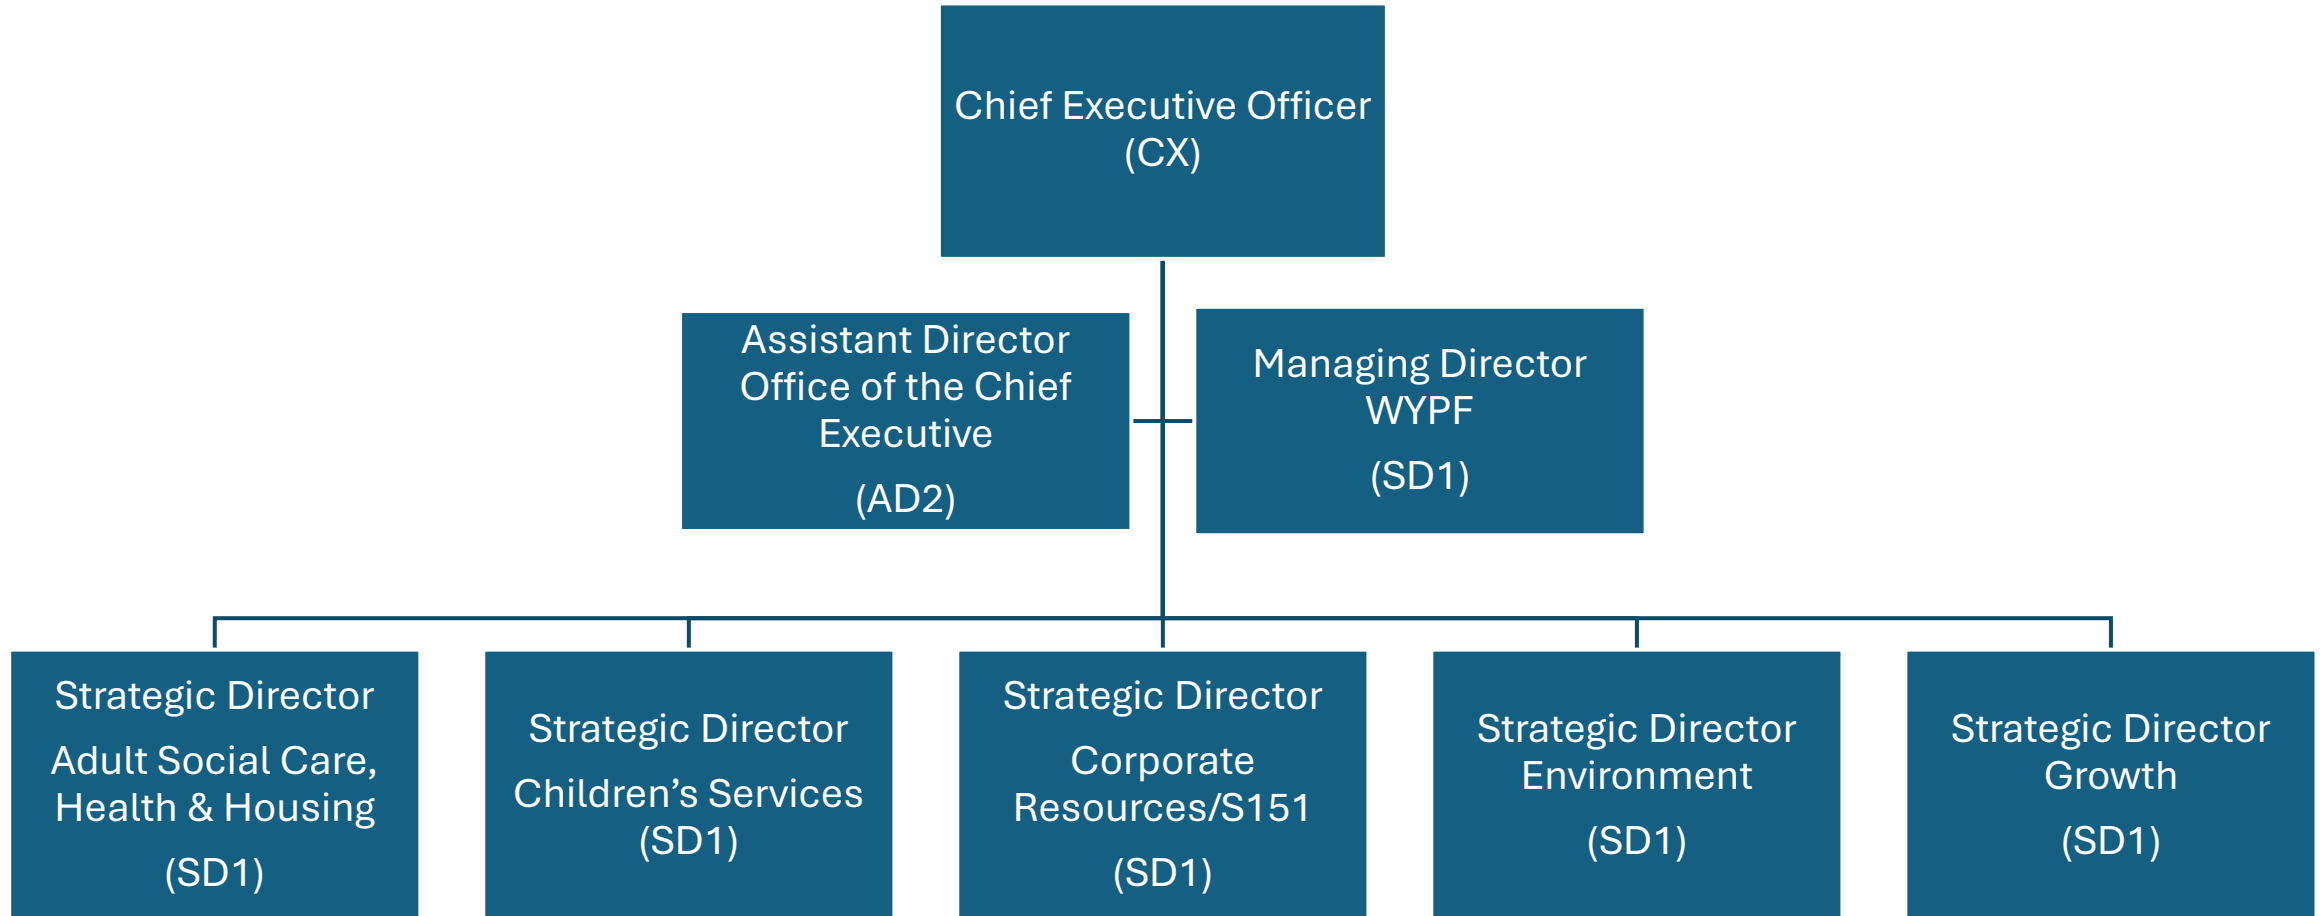 Chief Executive Officer
(CX)
Assistant Director
Office of the Chief
Executive
(AD2)
Managing Director
WYPF
(SD1)
Strategic Director
Adult Social Care,
Health & Housing
(SD1)
Strategic Director
Children’s Services
(SD1)
Strategic Director
Corporate
Resources/S151
(SD1)
Strategic Director
Environment
(SD1)
Strategic Director
Growth
(SD1)